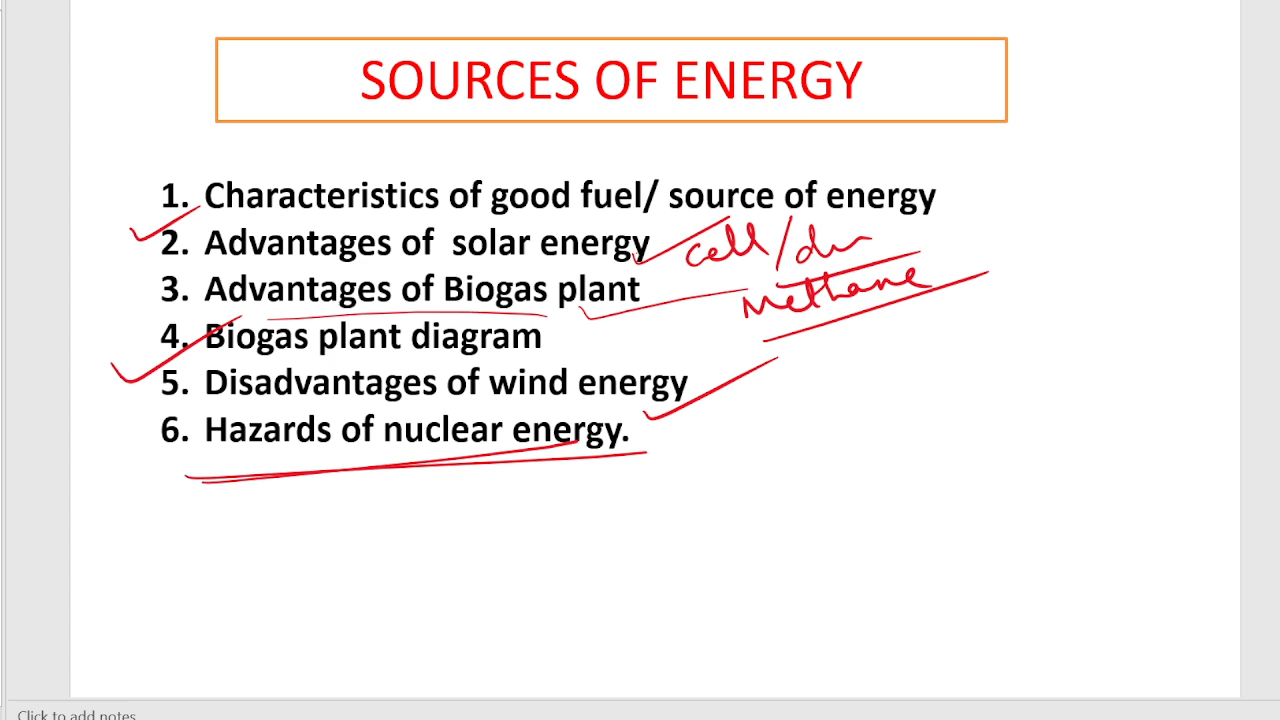 SOURCES OF ENERGY
1. Characteristics of good fuel/ source of energy
2. Advantages of solar energy cell/
3. Advantages of Biogas plant Methane
4. Biogas plant diagram
5. Disadvantages of wind energy
6. Hazards of nuclear energy.
Click to add notes